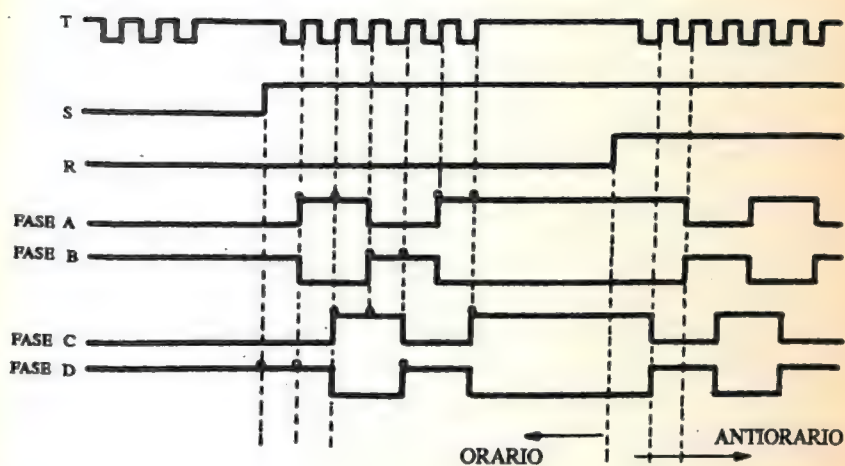 T
S
R
FASE A
FASE B
FASE C
FASE D
ORARIO
ANTIORARIO